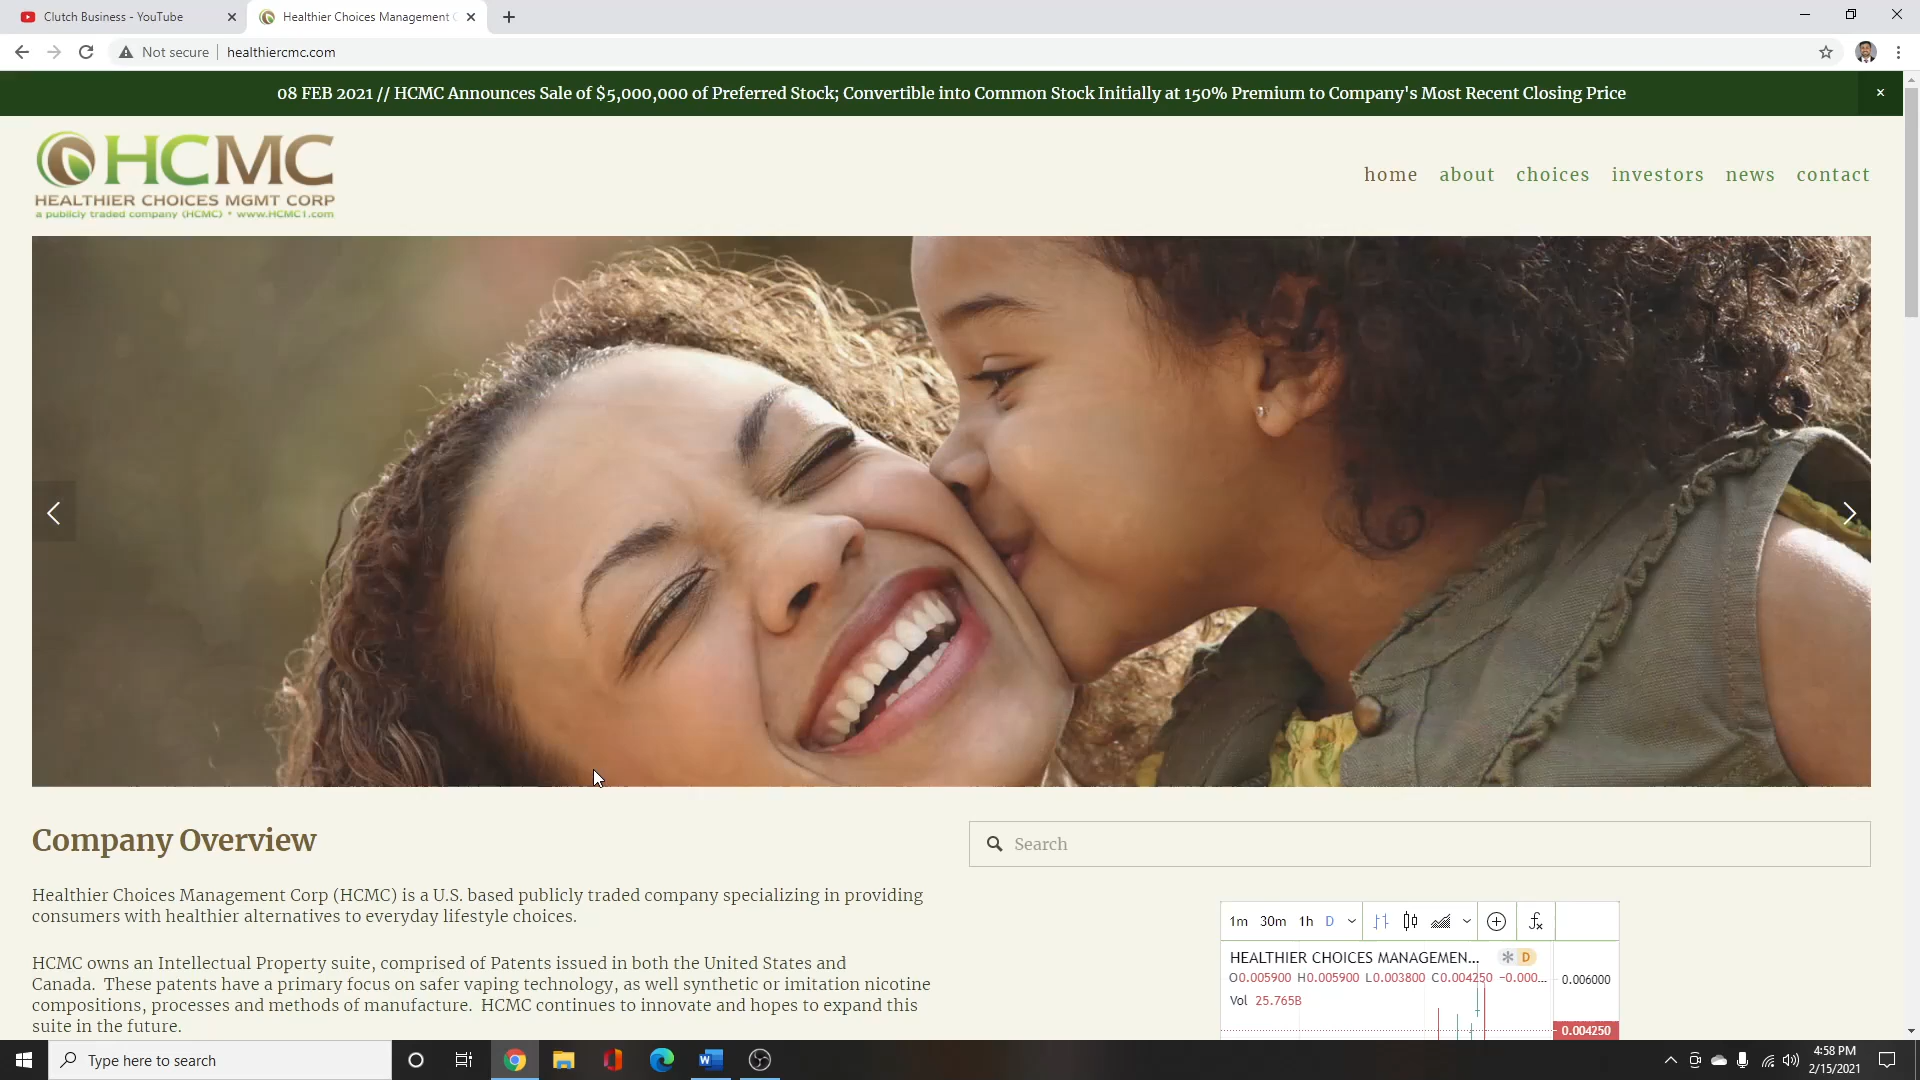 Clutch Business - YouTube
Healthier Choices Management C
Not secure
healthiercmc.com
08 FEB 2021 // HCMC Announces Sale of $5,000,000 of Preferred Stock; Convertible into Common Stock Initially at 150% Premium to Company's Most Recent Closing Price
HCMC
HEALTHIER CHOICES MGMT CORP
a publicly traded company (HCMC) • www.HCMC1.com
home about choices investors news contact
Company Overview
Search
Healthier Choices Management Corp (HCMC) is a U.S. based publicly traded company specializing in providing
consumers with healthier alternatives to everyday lifestyle choices.
HCMC owns an Intellectual Property suite, comprised of Patents issued in both the United States and
Canada. These patents have a primary focus on safer vaping technology, as well synthetic or imitation nicotine
compositions, processes and methods of manufacture. HCMC continues to innovate and hopes to expand this
suite in the future.
1m 30m 1h D
HEALTHIER CHOICES MANAGEMEN... D
O0.005900 H0.005900 L0.003800 C0.004250 −0.000...
Vol 25.765B
0.006000
0.004250
Type here to search
4:58 PM
2/15/2021